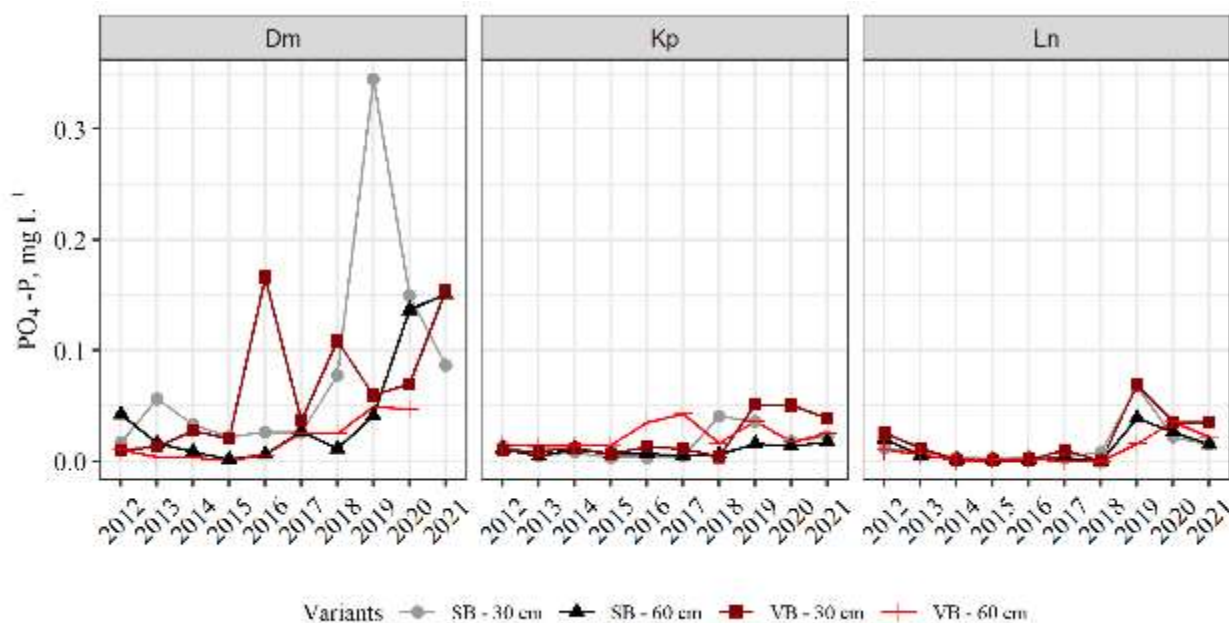 Dm Kp Ln
0.3
0.2
0.1
0.0
PO₄ -P, mg L⁻¹
2012 2013 2014 2015 2016 2017 2018 2019 2020 2021 2012 2013 2014 2015 2016 2017 2018 2019 2020 2021 2012 2013 2014 2015 2016 2017 2018 2019 2020 2021
Variants SB - 30 cm SB - 60 cm VB - 30 cm VB - 60 cm